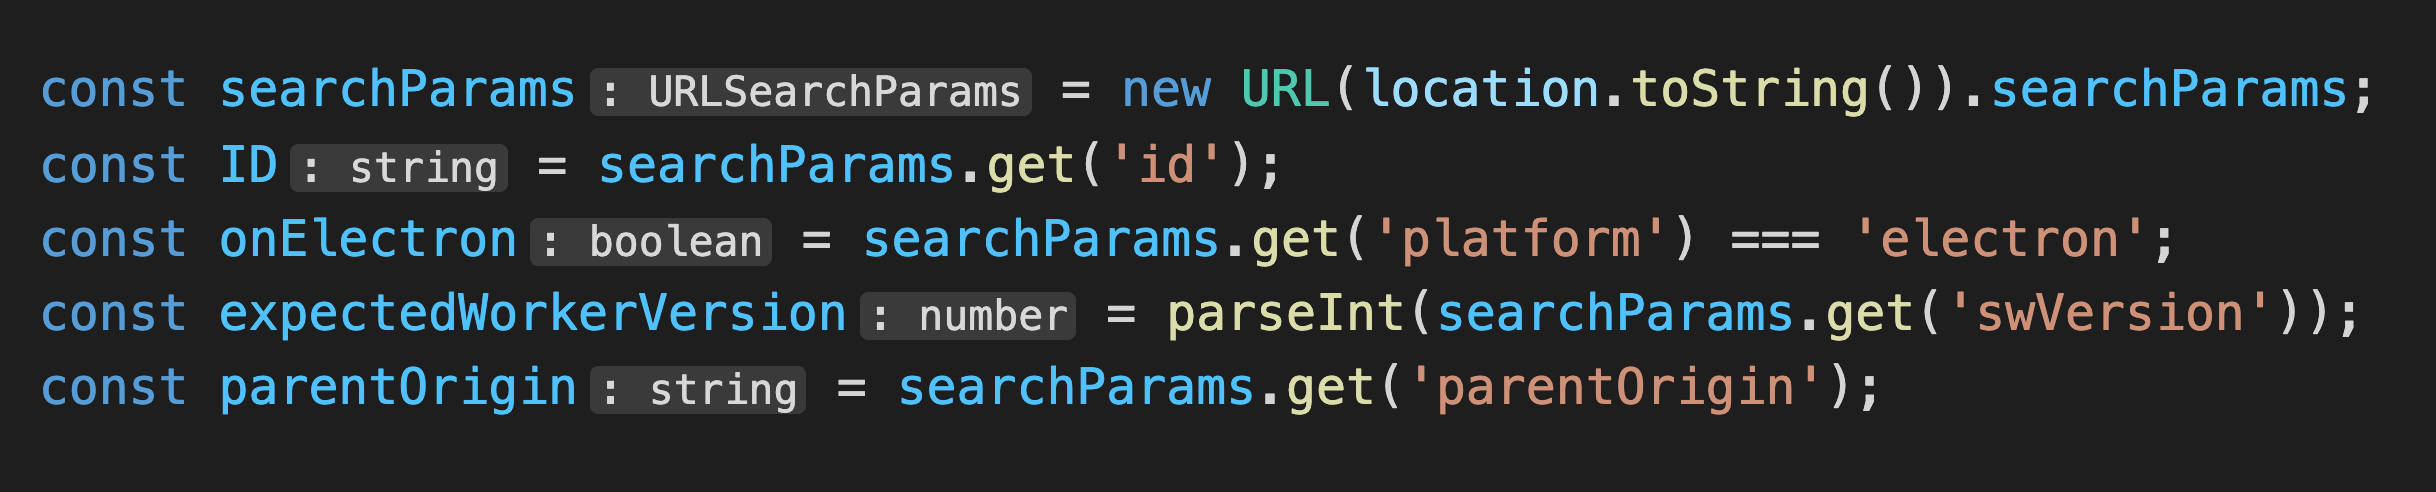 const searchParams: URLSearchParams = new URL(location.toString()).searchParams;
const ID: string = searchParams.get('id');
const onElectron: boolean = searchParams.get('platform') === 'electron';
const expectedWorkerVersion: number = parseInt(searchParams.get('swVersion'));
const parentOrigin: string = searchParams.get('parentOrigin');